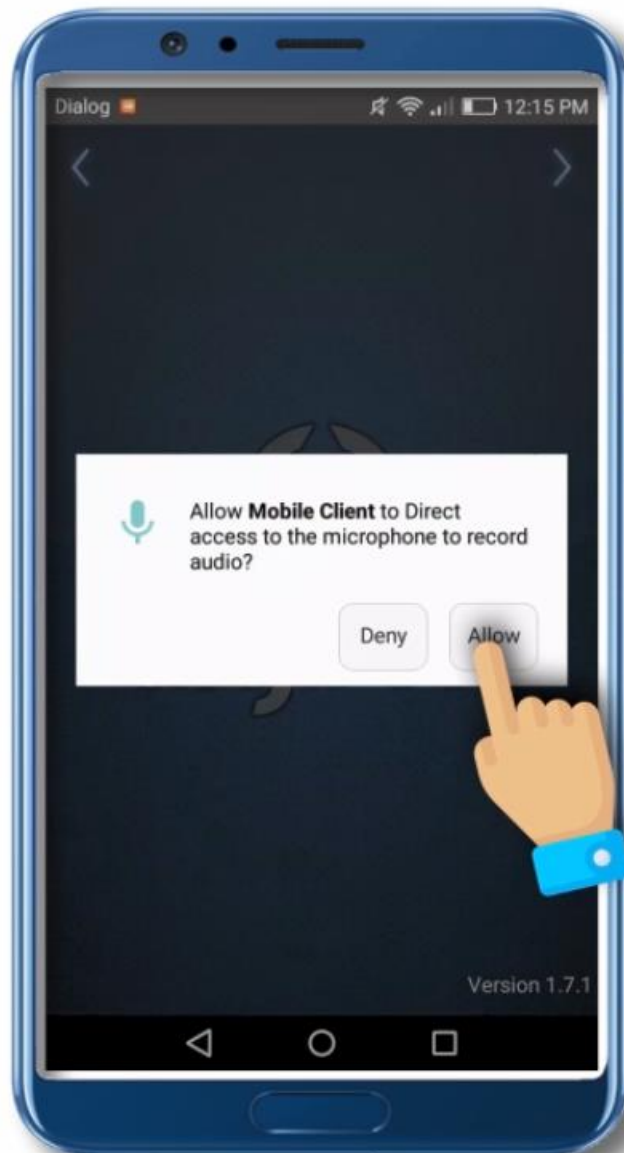 Dialog 12:15 PM
Allow Mobile Client to Direct
access to the microphone to record
audio?
Deny Allow
Version 1.7.1